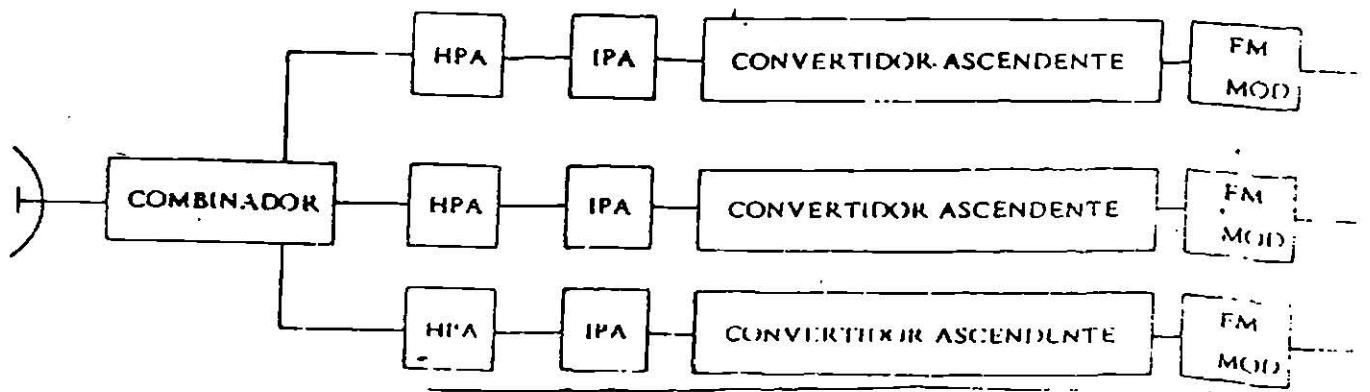 HPA IPA CONVERTIDOR ASCENDENTE FM MOD
COMBINADOR HPA IPA CONVERTIDOR ASCENDENTE FM MOD
HPA IPA CONVERTIDOR ASCENDENTE FM MOD